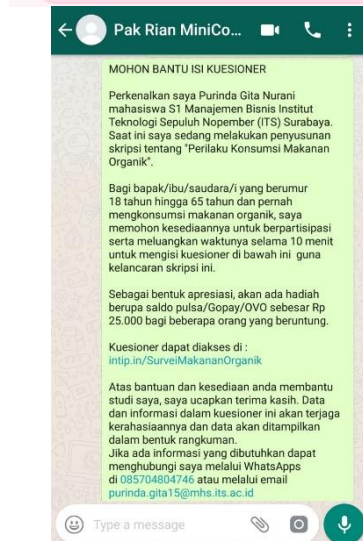 Pak Rian MiniCo...
MOHON BANTU ISI KUESIONER
Perkenalkan saya Purinda Gita Nurani
mahasiswa S1 Manajemen Bisnis Institut
Teknologi Sepuluh Nopember (ITS) Surabaya.
Saat ini saya sedang melakukan penyusunan
skripsi tentang "Perilaku Konsumsi Makanan
Organik".
Bagi bapak/ibu/saudara/i yang berumur
18 tahun hingga 65 tahun dan pernah
mengkonsumsi makanan organik, saya
memohon kesediaannya untuk berpartisipasi
serta meluangkan waktunya selama 10 menit
untuk mengisi kuesioner di bawah ini guna
kelancaran skripsi ini.
Sebagai bentuk apresiasi, akan ada hadiah
berupa saldo pulsa/Gopay/OVO sebesar Rp
25.000 bagi beberapa orang yang beruntung.
Kuesioner dapat diakses di :
intip.in/SurveiMakananOrganik
Atas bantuan dan kesediaan anda membantu
studi saya, saya ucapkan terima kasih. Data
dan informasi dalam kuesioner ini akan terjaga
kerahasiaannya dan data akan ditampilkan
dalam bentuk rangkuman.
Jika ada informasi yang dibutuhkan dapat
menghubungi saya melalui WhatsApps
di 085704804746 atau melalui email
purinda.gita15@mhs.its.ac.id
Type a message